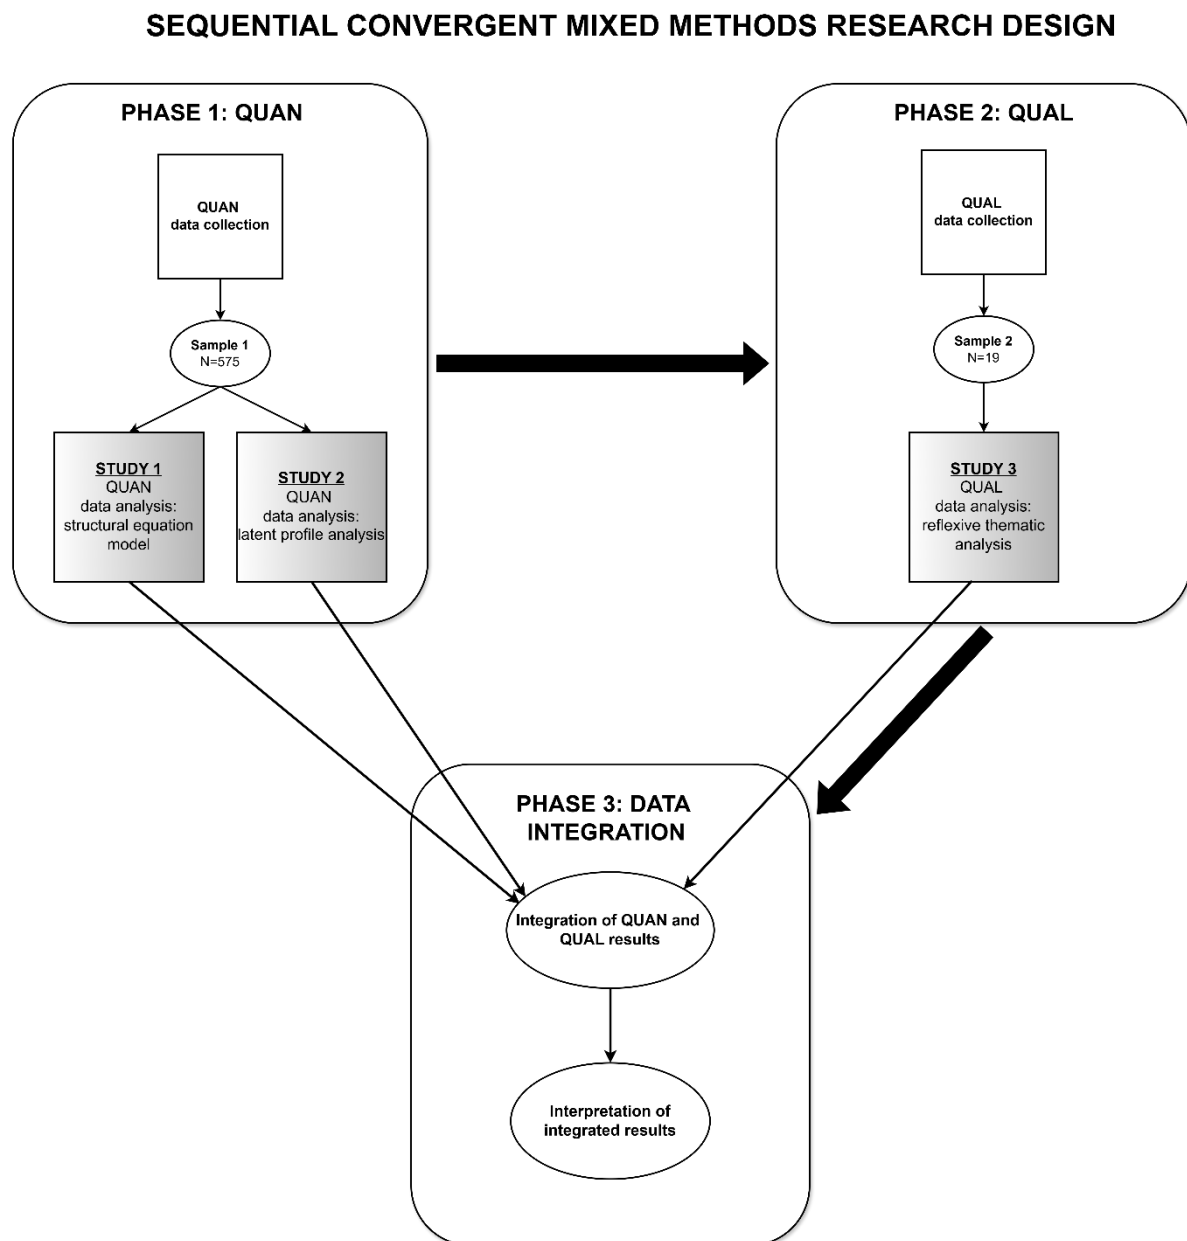 SEQUENTIAL CONVERGENT MIXED METHODS RESEARCH DESIGN
PHASE 1: QUAN
QUAN
data collection
Sample 1
N=575
STUDY 1
QUAN
data analysis:
structural equation
model
STUDY 2
QUAN
data analysis:
latent profile analysis
PHASE 2: QUAL
QUAL
data collection
Sample 2
N=19
STUDY 3
QUAL
data analysis:
reflexive thematic
analysis
PHASE 3: DATA
INTEGRATION
Integration of QUAN and
QUAL results
Interpretation of
integrated results